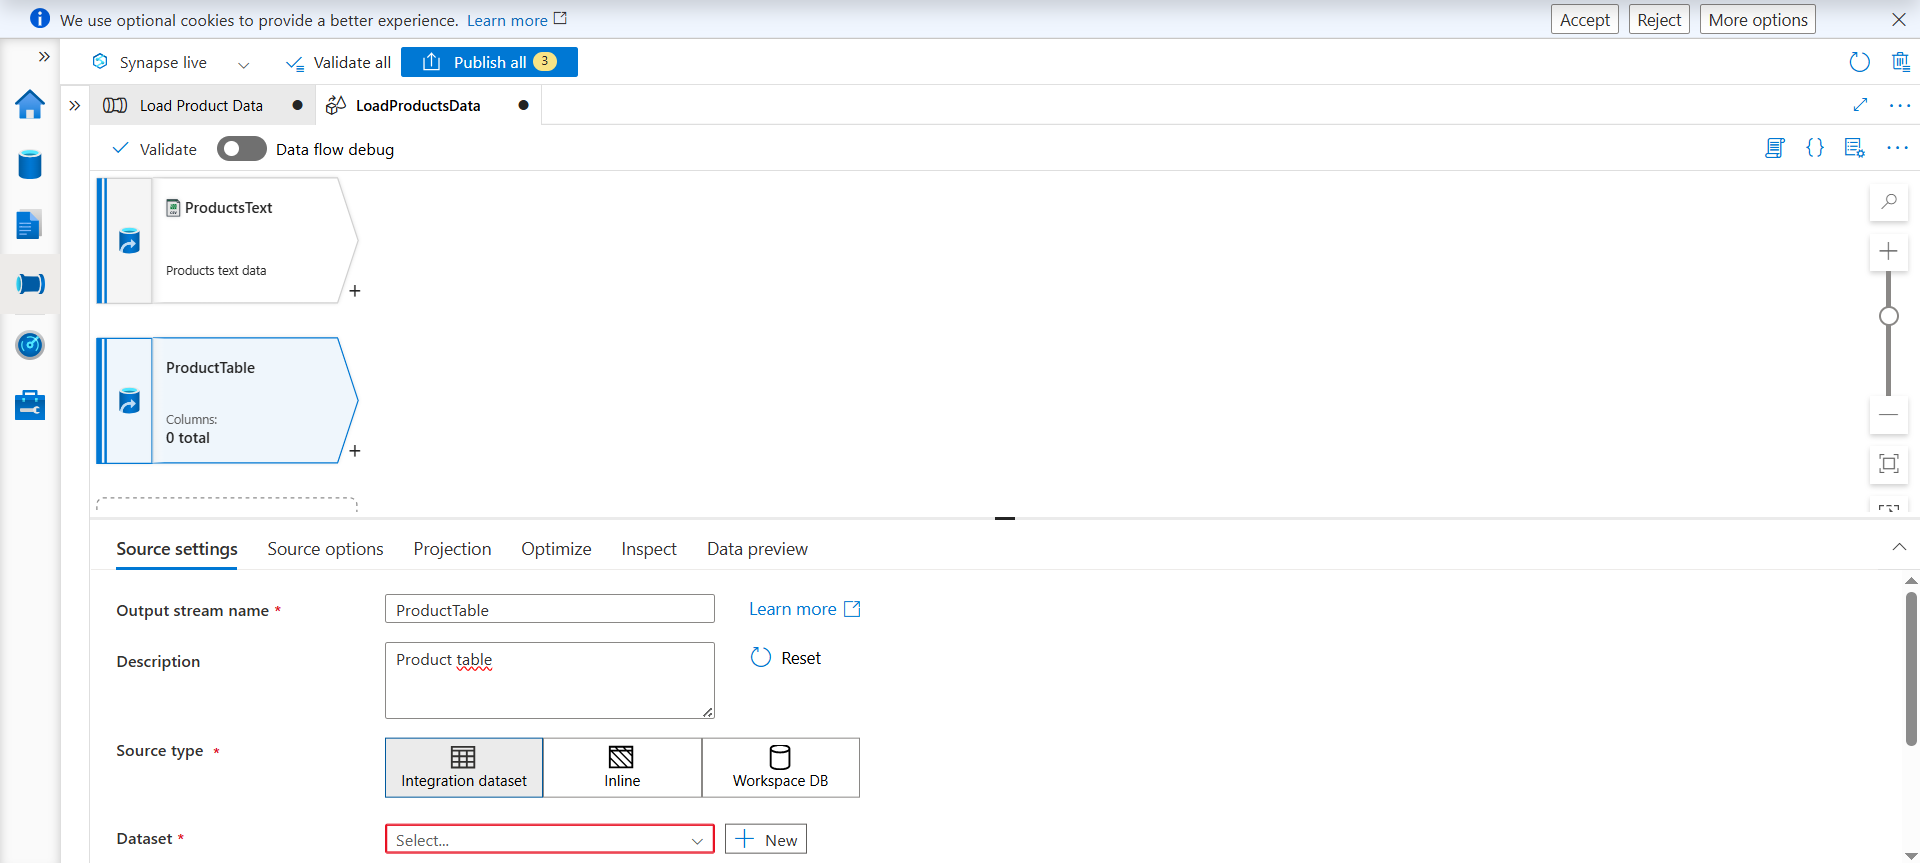 We use optional cookies to provide a better experience. Learn more
Accept
Reject
More options
Synapse live
Validate all
Publish all 3
Load Product Data
LoadProductsData
Validate
Data flow debug
ProductsText
Products text data
+
ProductTable
Columns:
0 total
+
Source settings
Source options
Projection
Optimize
Inspect
Data preview
Output stream name *
ProductTable
Learn more
Description
Product table
Reset
Source type *
Integration dataset
Inline
Workspace DB
Dataset *
Select...
New